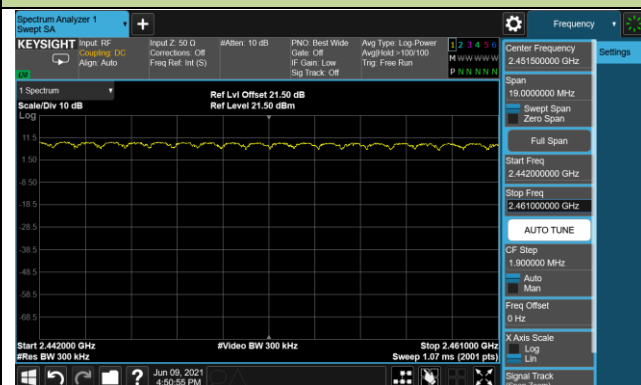 Spectrum Analyzer 1
Swept SA
Frequency
KEYSIGHT
Input: RF
Coupling: DC
Align: Auto
Input Z: 50 Ω
Corrections: Off
Freq Ref: Int (S)
#Atten: 10 dB
PNO: Best Wide
Gate: Off
IF Gain: Low
Sig Track: Off
Avg Type: Log-Power
Avg|Hold:>100/100
Trig: Free Run
1 2 3 4 5 6
M W W W W W
P N N N N N
LXI
1 Spectrum
Scale/Div 10 dB
Log
Ref Lvl Offset 21.50 dB
Ref Level 21.50 dBm
11.5
1.50
-8.50
-18.5
-28.5
-38.5
-48.5
-58.5
-68.5
Start 2.442000 GHz
#Res BW 300 kHz
#Video BW 300 kHz
Stop 2.461000 GHz
Sweep 1.07 ms (2001 pts)
Jun 09, 2021
4:50:55 PM
Center Frequency
2.451500000 GHz
Settings
Span
19.0000000 MHz
Swept Span
Zero Span
Full Span
Start Freq
2.442000000 GHz
Stop Freq
2.461000000 GHz
AUTO TUNE
CF Step
1.900000 MHz
Auto
Man
Freq Offset
0 Hz
X Axis Scale
Log
Lin
Signal Track